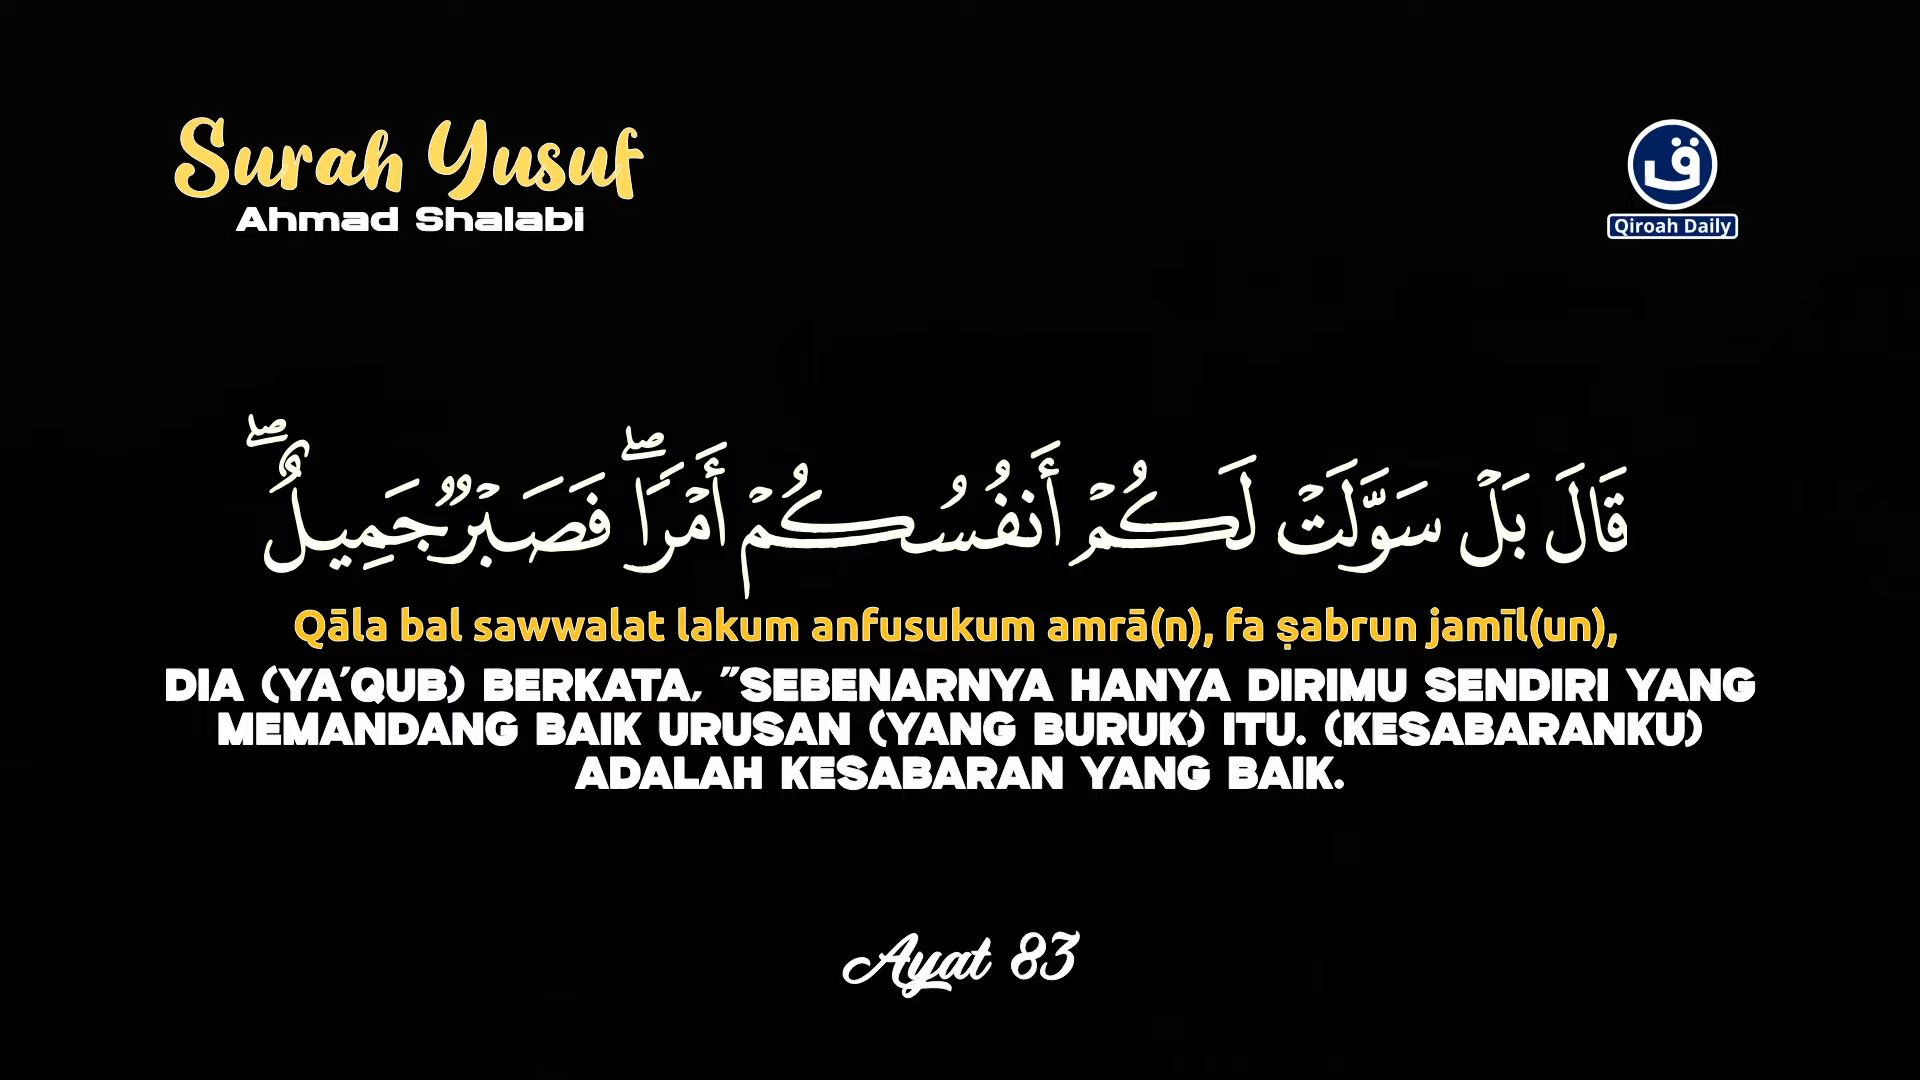 Surah Yusuf
Ahmad Shalabi
ق
Qiroah Daily
قَالَ بَلْ سَوَّلَتْ لَكُمْ أَنفُسُكُمْ أَمْرًا ۖ فَصَبْرٌ جَمِيلٌ ۖ
Qāla bal sawwalat lakum anfusukum amrā(n), fa ṣabrun jamīl(un),
DIA (YA'QUB) BERKATA, "SEBENARNYA HANYA DIRIMU SENDIRI YANG
MEMANDANG BAIK URUSAN (YANG BURUK) ITU. (KESABARANKU)
ADALAH KESABARAN YANG BAIK.
Ayat 83